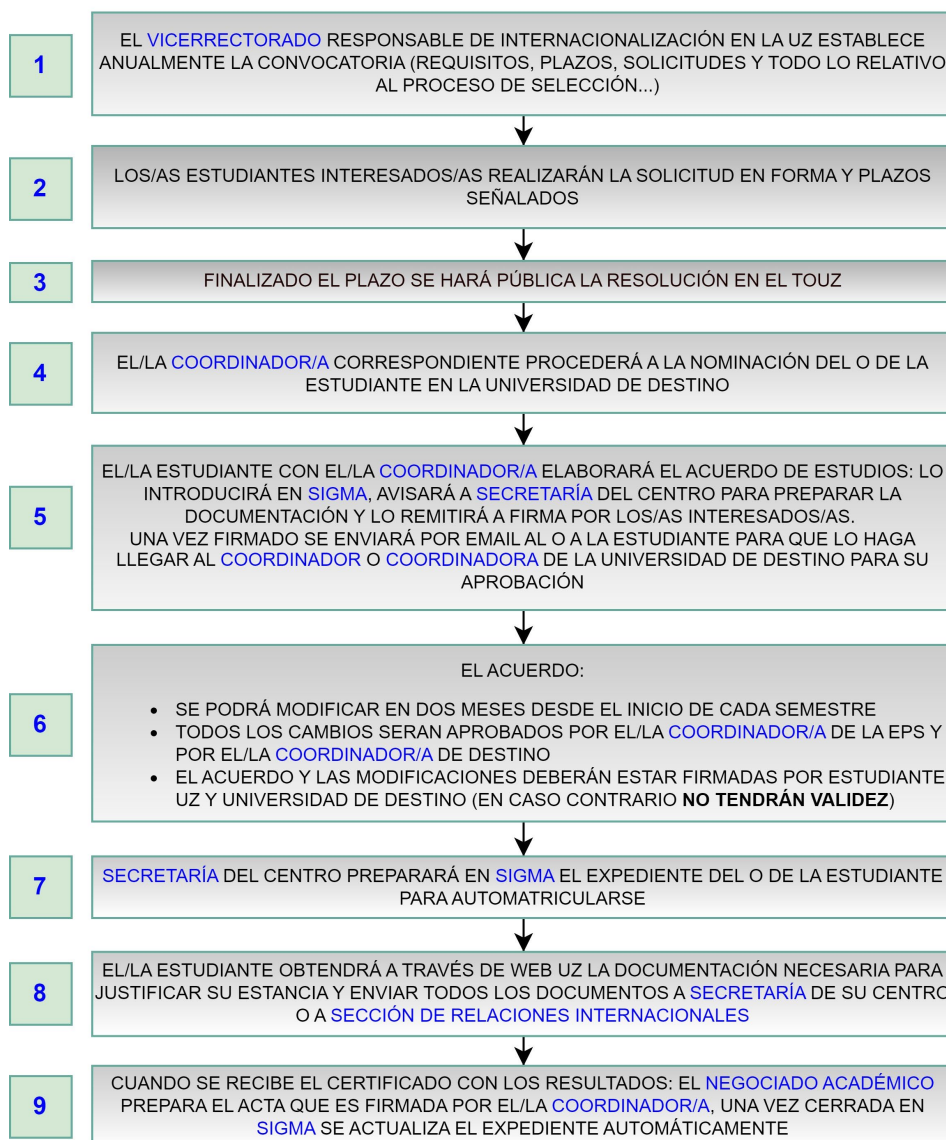 1
EL VICERRECTORADO RESPONSABLE DE INTERNACIONALIZACIÓN EN LA UZ ESTABLECE
ANUALMENTE LA CONVOCATORIA (REQUISITOS, PLAZOS, SOLICITUDES Y TODO LO RELATIVO
AL PROCESO DE SELECCIÓN...)
2
LOS/AS ESTUDIANTES INTERESADOS/AS REALIZARÁN LA SOLICITUD EN FORMA Y PLAZOS
SEÑALADOS
3
FINALIZADO EL PLAZO SE HARÁ PÚBLICA LA RESOLUCIÓN EN EL TOUZ
4
EL/LA COORDINADOR/A CORRESPONDIENTE PROCEDERÁ A LA NOMINACIÓN DEL O DE LA
ESTUDIANTE EN LA UNIVERSIDAD DE DESTINO
5
EL/LA ESTUDIANTE CON EL/LA COORDINADOR/A ELABORARÁ EL ACUERDO DE ESTUDIOS: LO
INTRODUCIRÁ EN SIGMA, AVISARÁ A SECRETARÍA DEL CENTRO PARA PREPARAR LA
DOCUMENTACIÓN Y LO REMITIRÁ A FIRMA POR LOS/AS INTERESADOS/AS.
UNA VEZ FIRMADO SE ENVIARÁ POR EMAIL AL O A LA ESTUDIANTE PARA QUE LO HAGA
LLEGAR AL COORDINADOR O COORDINADORA DE LA UNIVERSIDAD DE DESTINO PARA SU
APROBACIÓN
6
EL ACUERDO:
• SE PODRÁ MODIFICAR EN DOS MESES DESDE EL INICIO DE CADA SEMESTRE
• TODOS LOS CAMBIOS SERAN APROBADOS POR EL/LA COORDINADOR/A DE LA EPS Y
POR EL/LA COORDINADOR/A DE DESTINO
• EL ACUERDO Y LAS MODIFICACIONES DEBERÁN ESTAR FIRMADAS POR ESTUDIANTE
UZ Y UNIVERSIDAD DE DESTINO (EN CASO CONTRARIO NO TENDRÁN VALIDEZ)
7
SECRETARÍA DEL CENTRO PREPARARÁ EN SIGMA EL EXPEDIENTE DEL O DE LA ESTUDIANTE
PARA AUTOMATRICULARSE
8
EL/LA ESTUDIANTE OBTENDRÁ A TRAVÉS DE WEB UZ LA DOCUMENTACIÓN NECESARIA PARA
JUSTIFICAR SU ESTANCIA Y ENVIAR TODOS LOS DOCUMENTOS A SECRETARÍA DE SU CENTRO
O A SECCIÓN DE RELACIONES INTERNACIONALES
9
CUANDO SE RECIBE EL CERTIFICADO CON LOS RESULTADOS: EL NEGOCIADO ACADÉMICO
PREPARA EL ACTA QUE ES FIRMADA POR EL/LA COORDINADOR/A, UNA VEZ CERRADA EN
SIGMA SE ACTUALIZA EL EXPEDIENTE AUTOMÁTICAMENTE